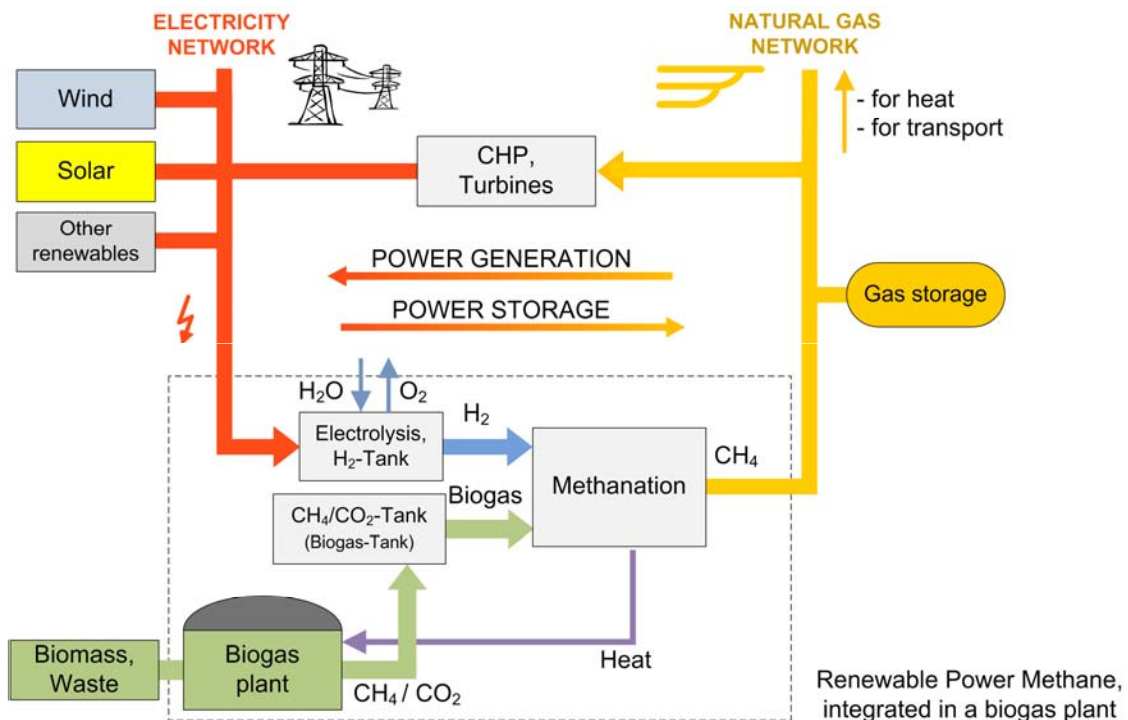 ELECTRICITY
NETWORK
NATURAL GAS
NETWORK
Wind
- for heat
- for transport
Solar
CHP,
Turbines
Other
renewables
POWER GENERATION
Gas storage
POWER STORAGE
H₂O
O₂
H₂
Electrolysis,
H₂-Tank
CH₄
Methanation
Biogas
CH₄/CO₂-Tank
(Biogas-Tank)
Biomass,
Waste
Biogas
plant
Heat
CH₄ / CO₂
Renewable Power Methane,
integrated in a biogas plant